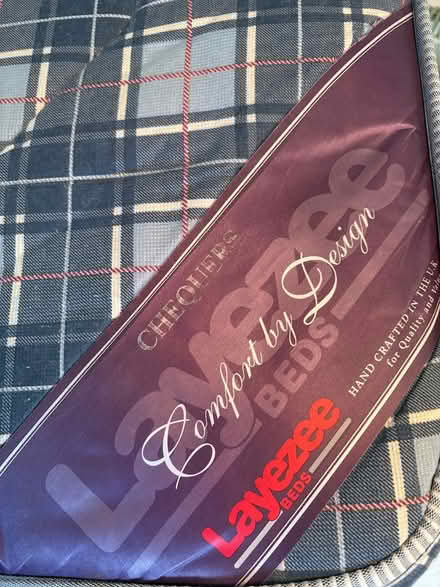 CHEQUERS
Layezee
BEDS
Comfort by Design
HAND CRAFTED IN THE U.K.
for Quality and
Layezee
BEDS